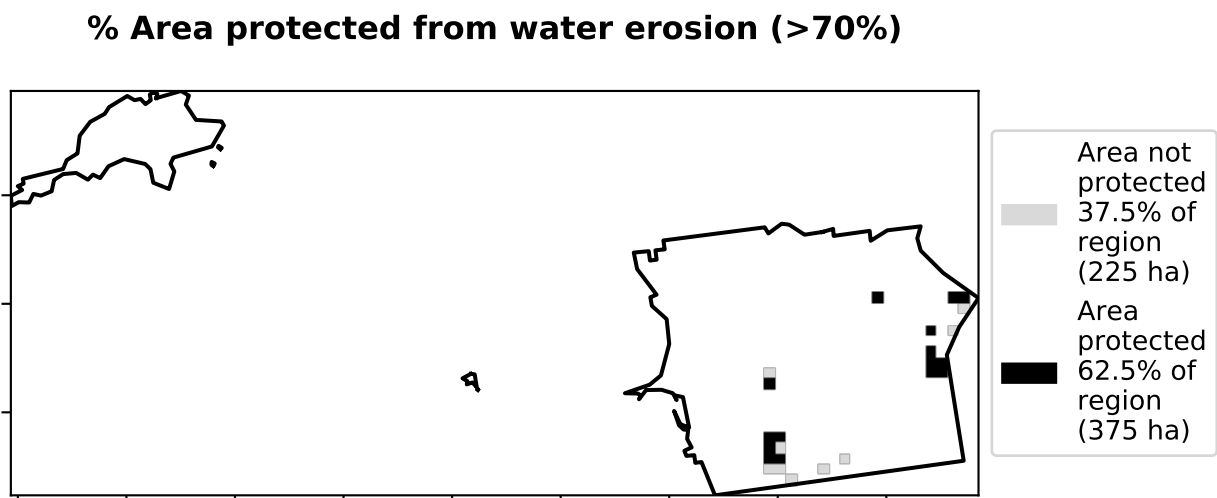 % Area protected from water erosion (>70%)
Area not
protected
37.5% of
region
(225 ha)
Area
protected
62.5% of
region
(375 ha)